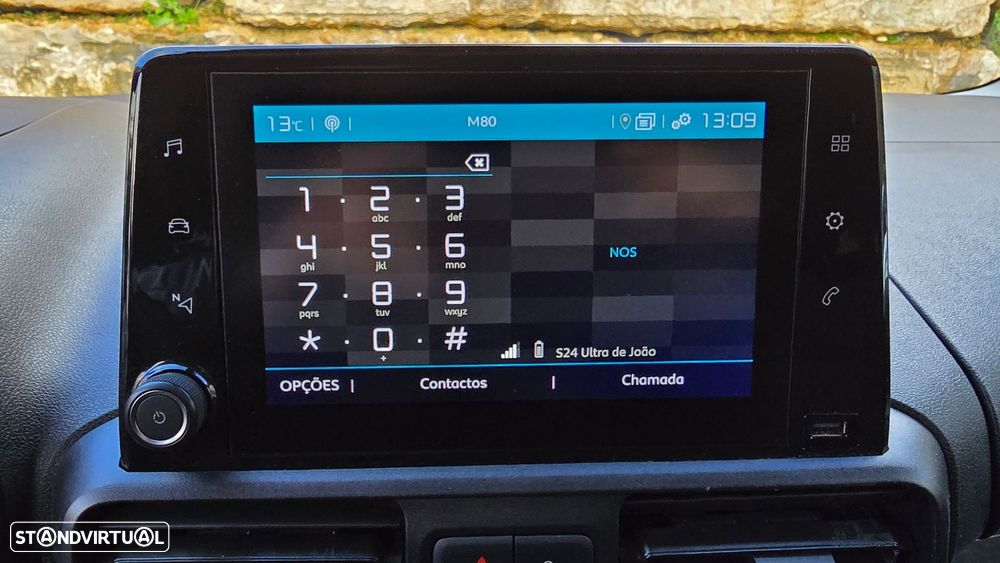 13°C M80 13:09
1 · 2 · 3
abc def
4 · 5 · 6
ghi jkl mno
NOS
7 · 8 · 9
pqrs tuv wxyz
* · 0 · #
+
S24 Ultra de João
OPÇÕES | Contactos | Chamada
N
STANDVIRTUAL